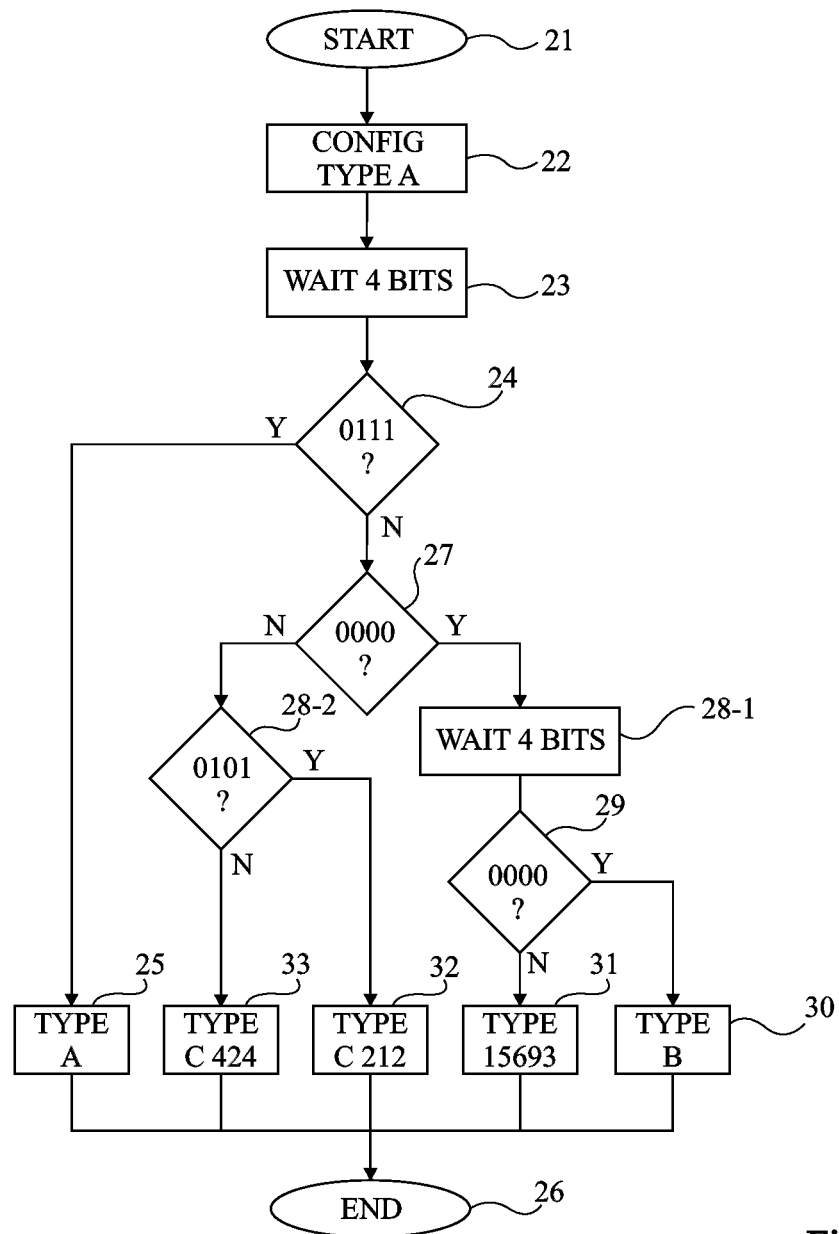 START
21
CONFIG
TYPE A
22
WAIT 4 BITS
23
24
Y
0111
?
N
27
N
0000
?
Y
28-2
0101
?
Y
N
WAIT 4 BITS
28-1
29
0000
?
Y
N
25
33
32
31
TYPE
A
TYPE
C 424
TYPE
C 212
TYPE
15693
TYPE
B
30
END
26